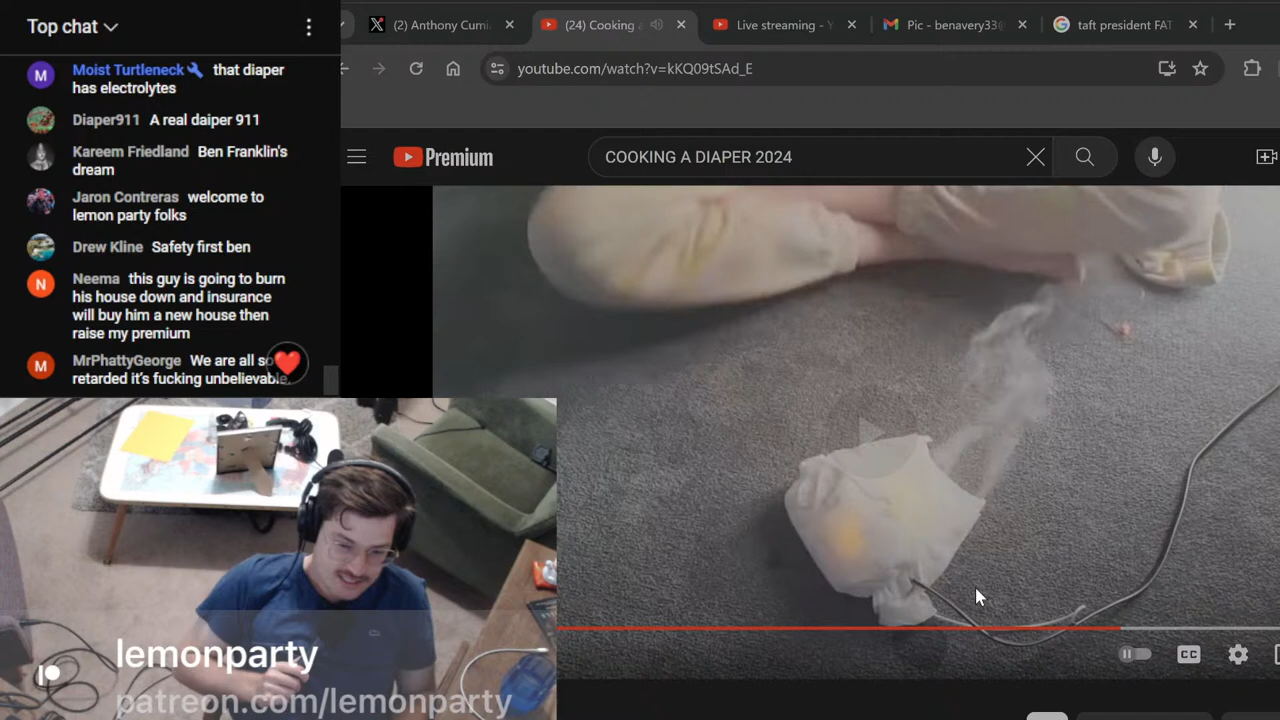 Top chat
Moist Turtleneck that diaper
has electrolytes
Diaper911 A real daiper 911
Kareem Friedland Ben Franklin's
dream
Jaron Contreras welcome to
lemon party folks
Drew Kline Safety first ben
Neema this guy is going to burn
his house down and insurance
will buy him a new house then
raise my premium
MrPhattyGeorge We are all so
retarded it's fucking unbelievable
(2) Anthony Cumi
(24) Cooking a
Live streaming - Y
Pic - benavery33@
taft president FAT
youtube.com/watch?v=kKQ09tSAd_E
Premium
COOKING A DIAPER 2024
M
N
M
CC
lemonparty
patreon.com/lemonparty